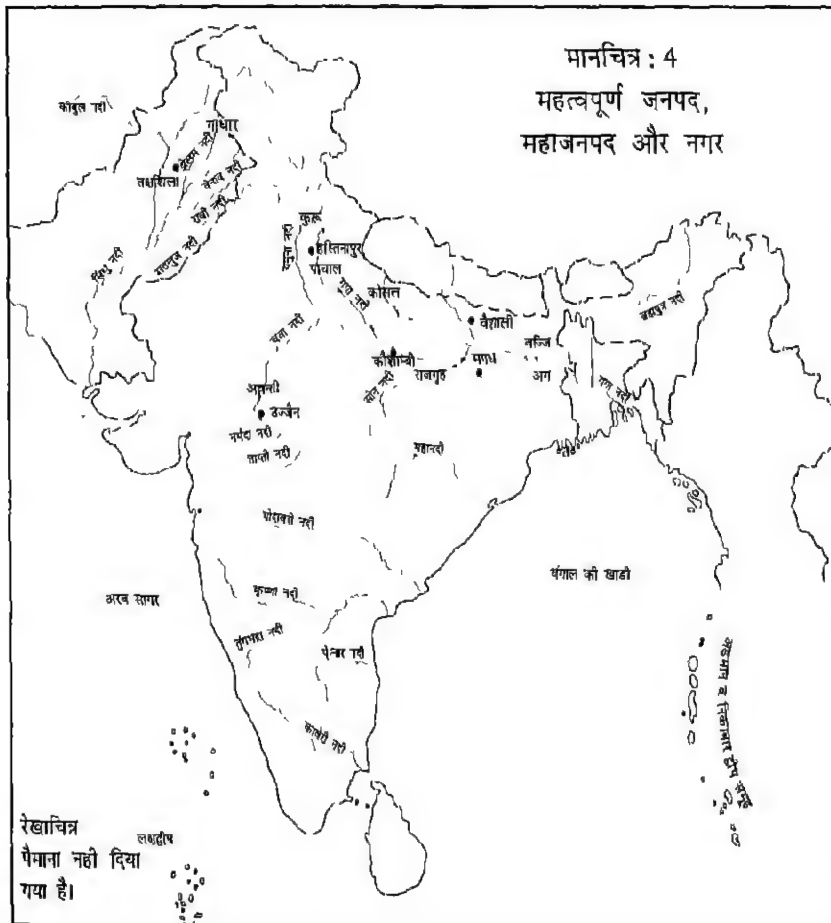 मानचित्र : 4
महत्वपूर्ण जनपद,
महाजनपद और नगर
काबुल नदी
गांधार
झेलम नदी
तक्षशिला
चेनाब नदी
रावी नदी
सतलुज नदी
सिंधु नदी
कुरू
यमुना नदी
हस्तिनापुर
पांचाल
गंगा नदी
कोसल
ब्रह्मपुत्र नदी
वैशाली
वज्जि
कौशाम्बी
मगध
राजगृह
अंग
सोन नदी
गंगा नदी
अवन्ती
उज्जैन
नर्मदा नदी
ताप्ती नदी
महानदी
गोदावरी नदी
बंगाल की खाडी
अरब सागर
कृष्णा नदी
तुंगभद्रा नदी
पेन्नार नदी
कावेरी नदी
अंडमान व निकोबार द्वीप समूह
लक्षद्वीप
रेखाचित्र
पैमाना नही दिया
गया है।